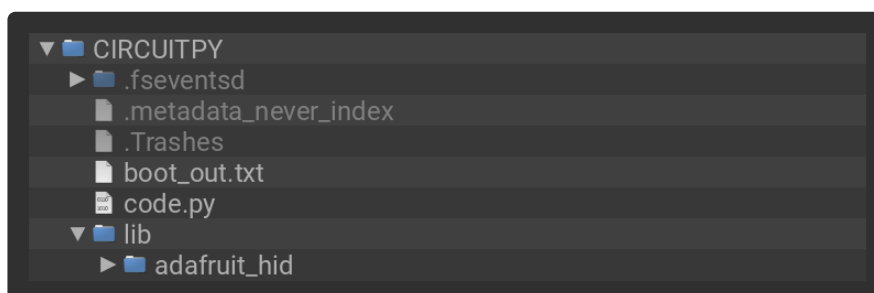 CIRCUITPY
.fseventsd
.metadata_never_index
.Trashes
boot_out.txt
code.py
lib
adafruit_hid